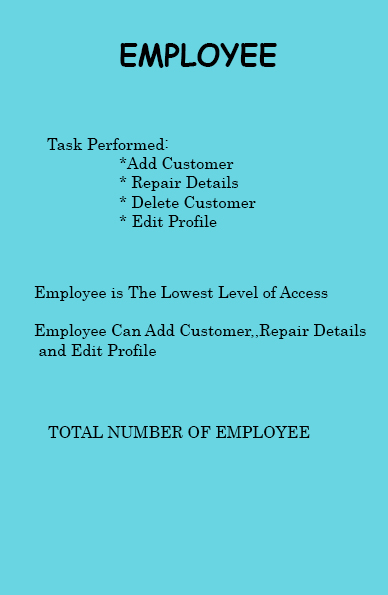 EMPLOYEE
Task Performed:
*Add Customer
* Repair Details
* Delete Customer
* Edit Profile
Employee is The Lowest Level of Access
Employee Can Add Customer,,Repair Details
and Edit Profile
TOTAL NUMBER OF EMPLOYEE